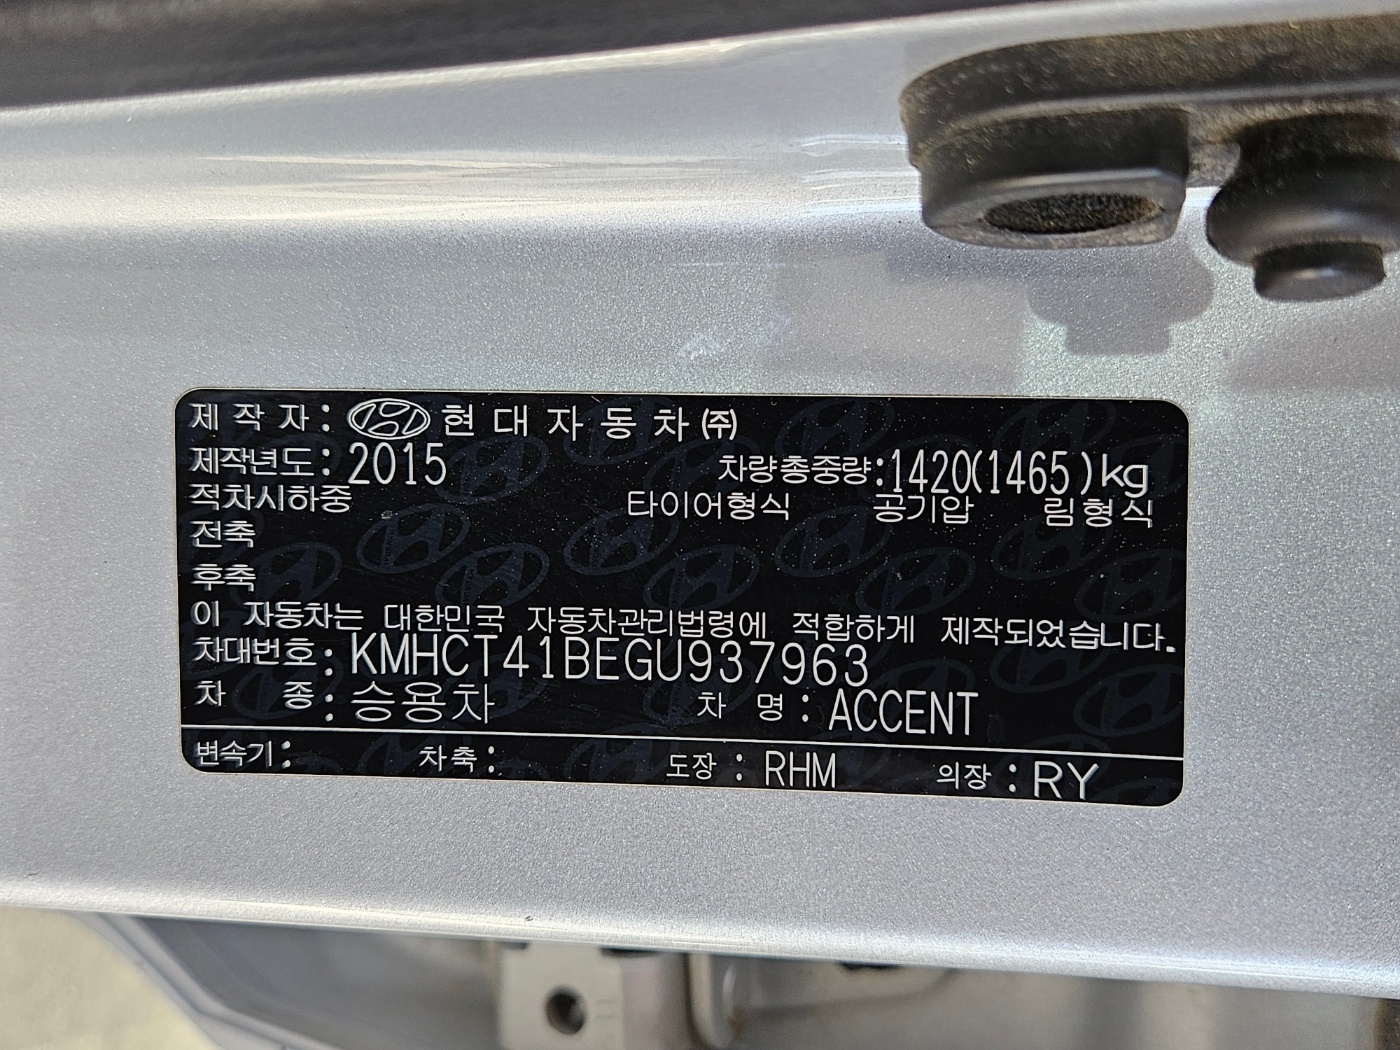 제작자: 현대자동차㈜
제작년도: 2015 차량총중량:1420(1465)kg
적차시하중 타이어형식 공기압 림형식
전축
후축
이 자동차는 대한민국 자동차관리법령에 적합하게 제작되었습니다.
차대번호: KMHCT41BEGU937963
차 종: 승용차 차 명: ACCENT
변속기: 차축: 도장: RHM 의장: RY